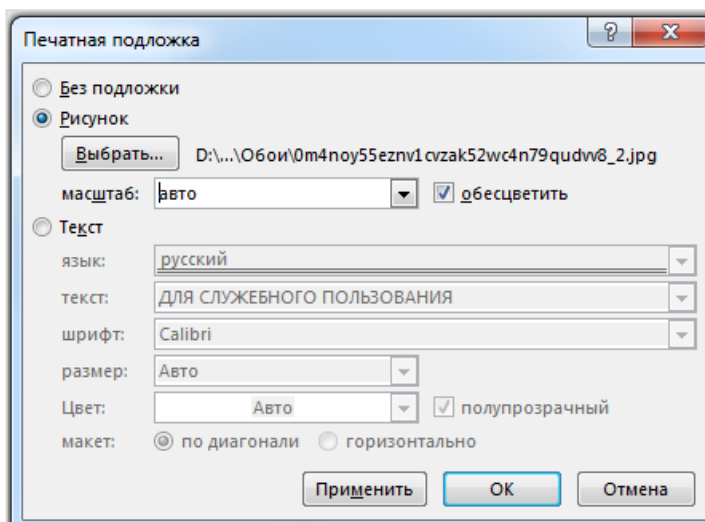 Печатная подложка
Без подложки
Рисунок
Выбрать... D:\...\Обои\0m4noy55eznv1cvzak52wc4n79qudvv8_2.jpg
масштаб: авто обесцветить
Текст
язык: русский
текст: ДЛЯ СЛУЖЕБНОГО ПОЛЬЗОВАНИЯ
шрифт: Calibri
размер: Авто
Цвет: Авто полупрозрачный
макет: по диагонали горизонтально
Применить ОК Отмена